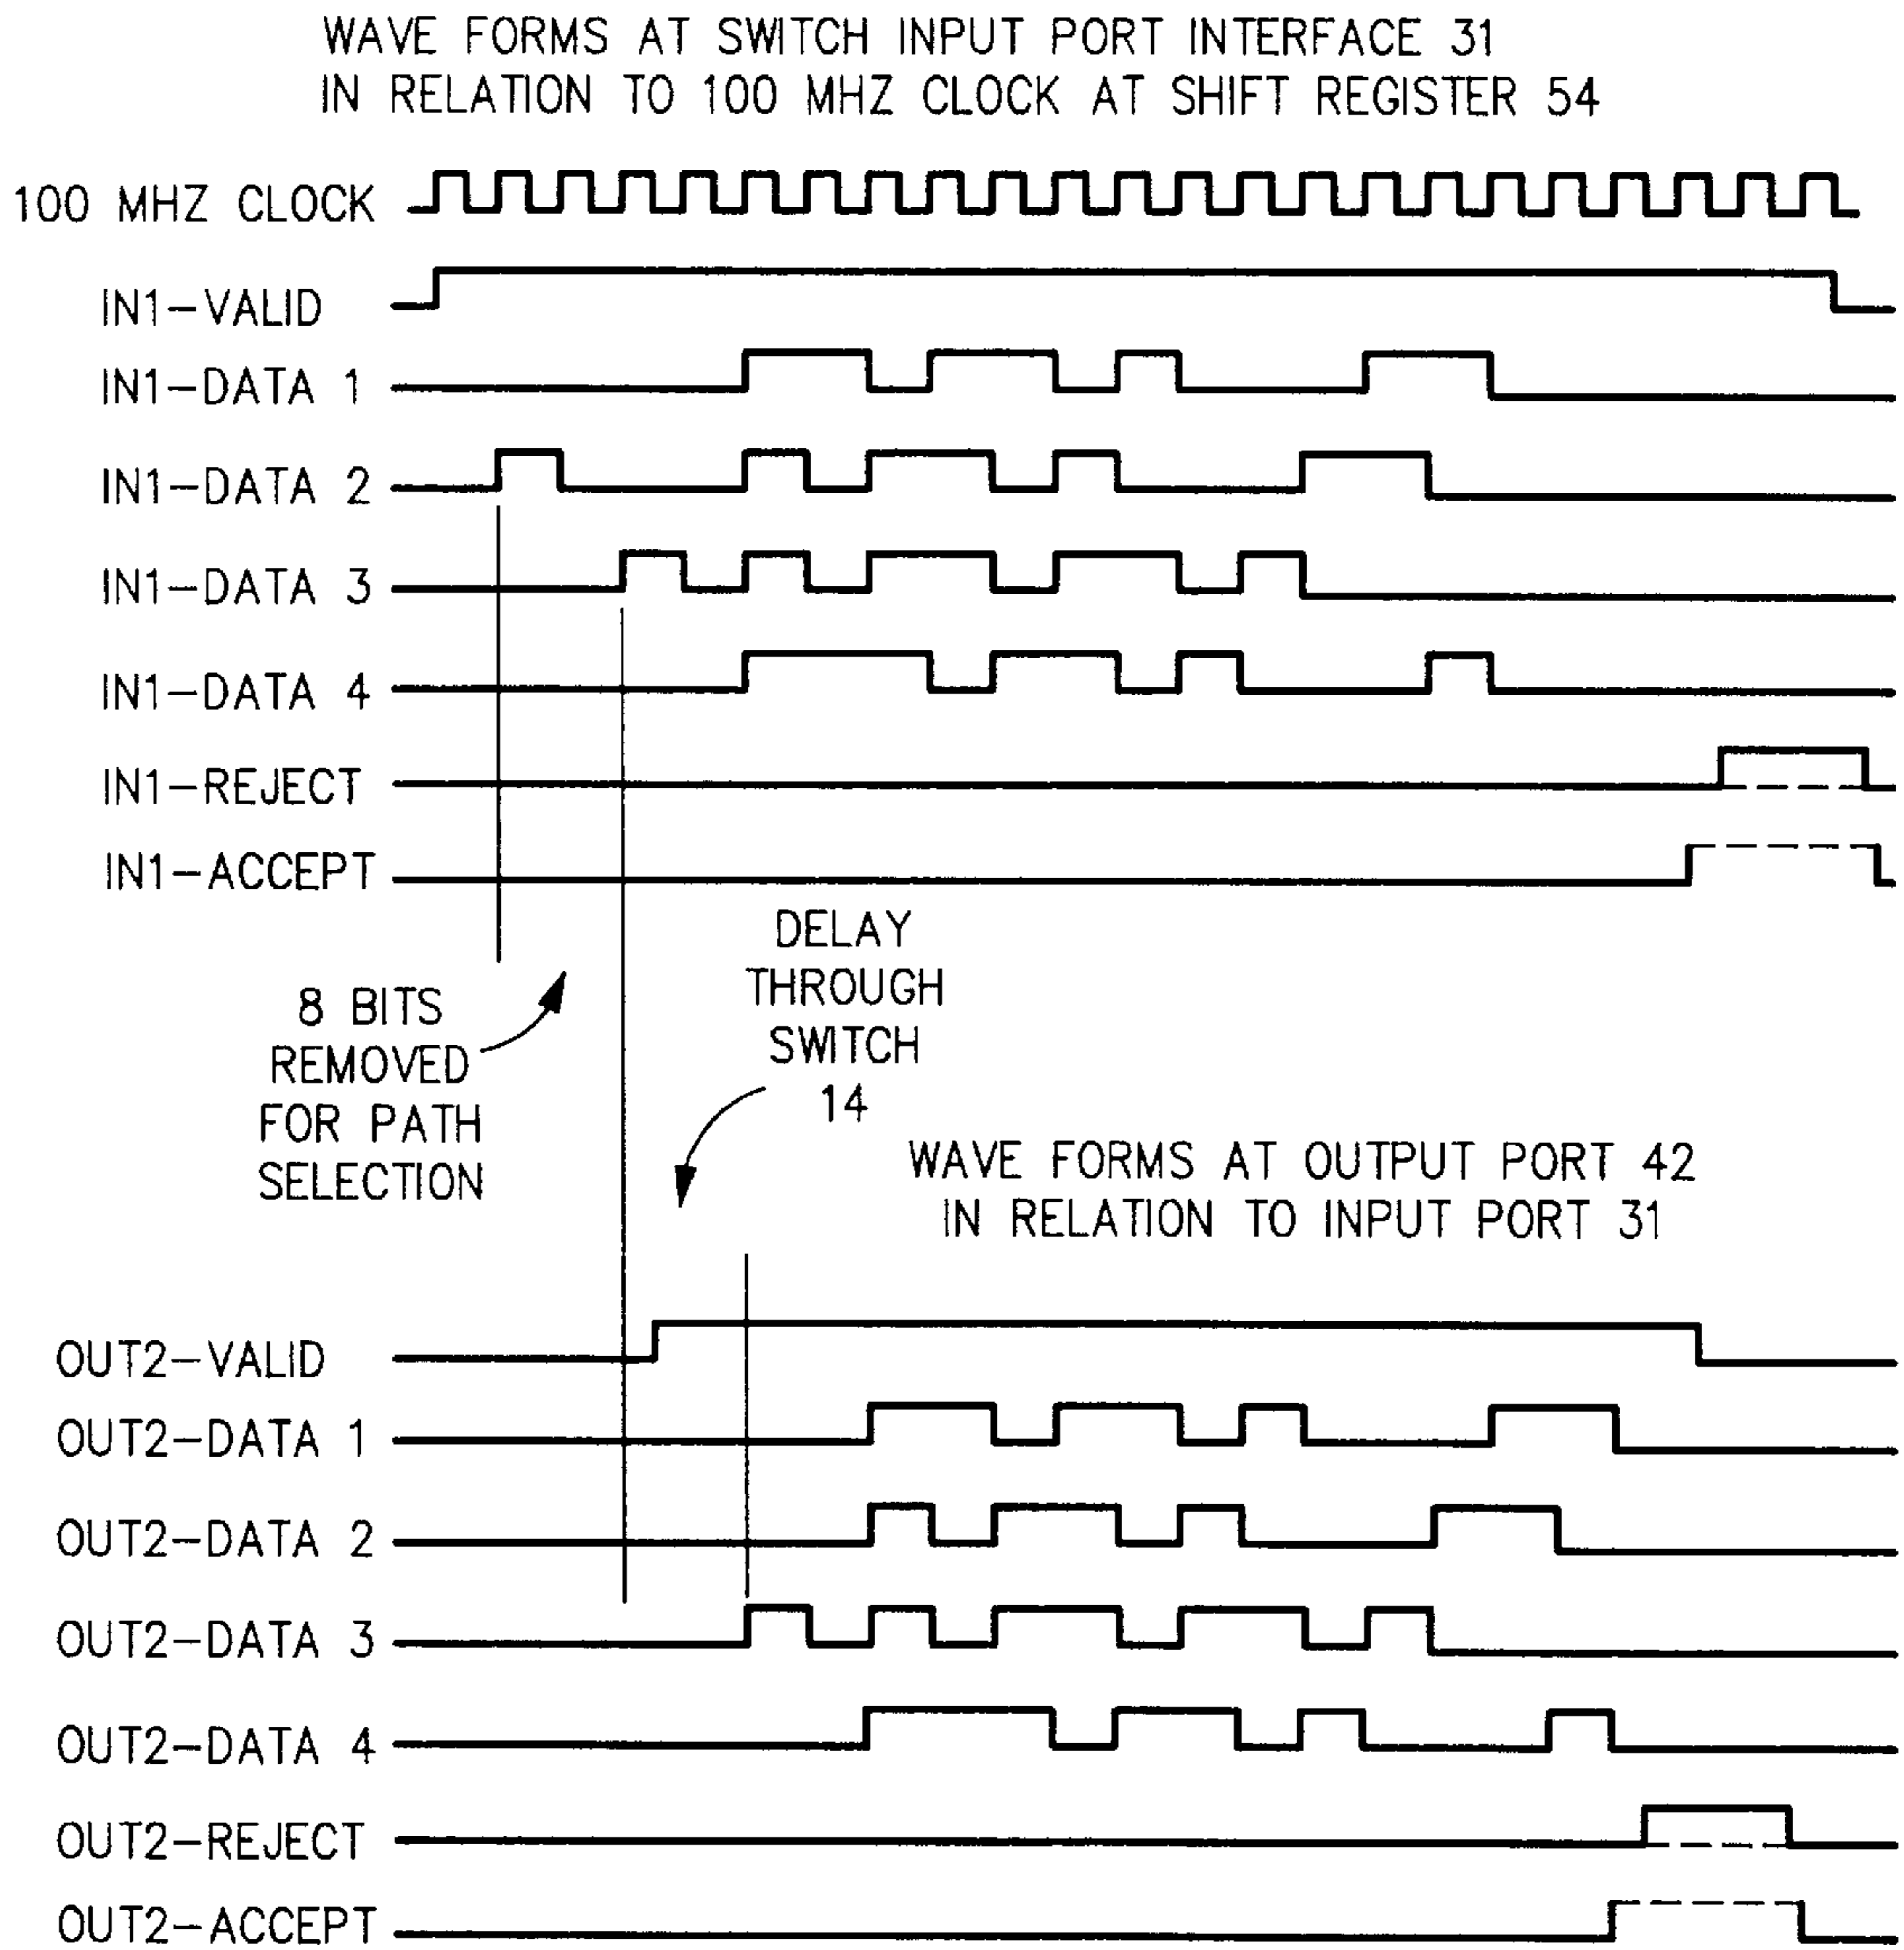 WAVE FORMS AT SWITCH INPUT PORT INTERFACE 31
IN RELATION TO 100 MHZ CLOCK AT SHIFT REGISTER 54
100 MHZ CLOCK
IN1-VALID
IN1-DATA 1
IN1-DATA 2
IN1-DATA 3
IN1-DATA 4
IN1-REJECT
IN1-ACCEPT
8 BITS
REMOVED
FOR PATH
SELECTION
DELAY
THROUGH
SWITCH
14
WAVE FORMS AT OUTPUT PORT 42
IN RELATION TO INPUT PORT 31
OUT2-VALID
OUT2-DATA 1
OUT2-DATA 2
OUT2-DATA 3
OUT2-DATA 4
OUT2-REJECT
OUT2-ACCEPT